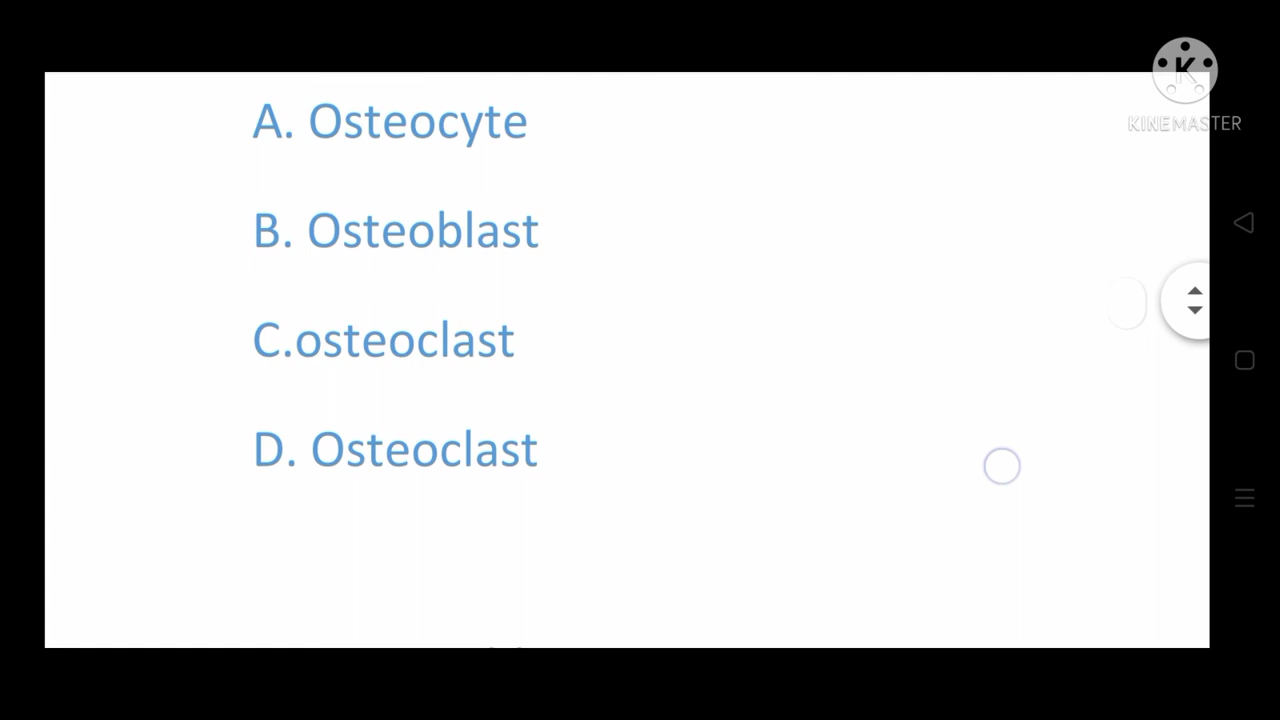 K
KINEMASTER
A. Osteocyte
B. Osteoblast
C.osteoclast
D. Osteoclast